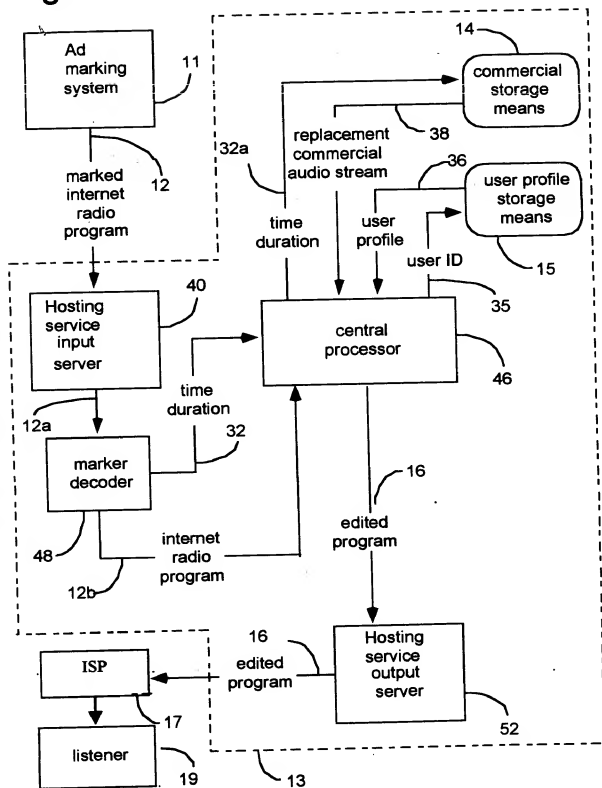 Ad
marking
system
11
12
marked
internet
radio
program
14
commercial
storage
means
38
replacement
commercial
audio stream
32a
36
user profile
storage
means
15
time
duration
user
profile
user ID
35
Hosting
service
input
server
40
central
processor
46
12a
time
duration
32
marker
decoder
48
internet
radio
program
12b
16
edited
program
ISP
17
listener
19
16
edited
program
Hosting
service
output
server
52
13